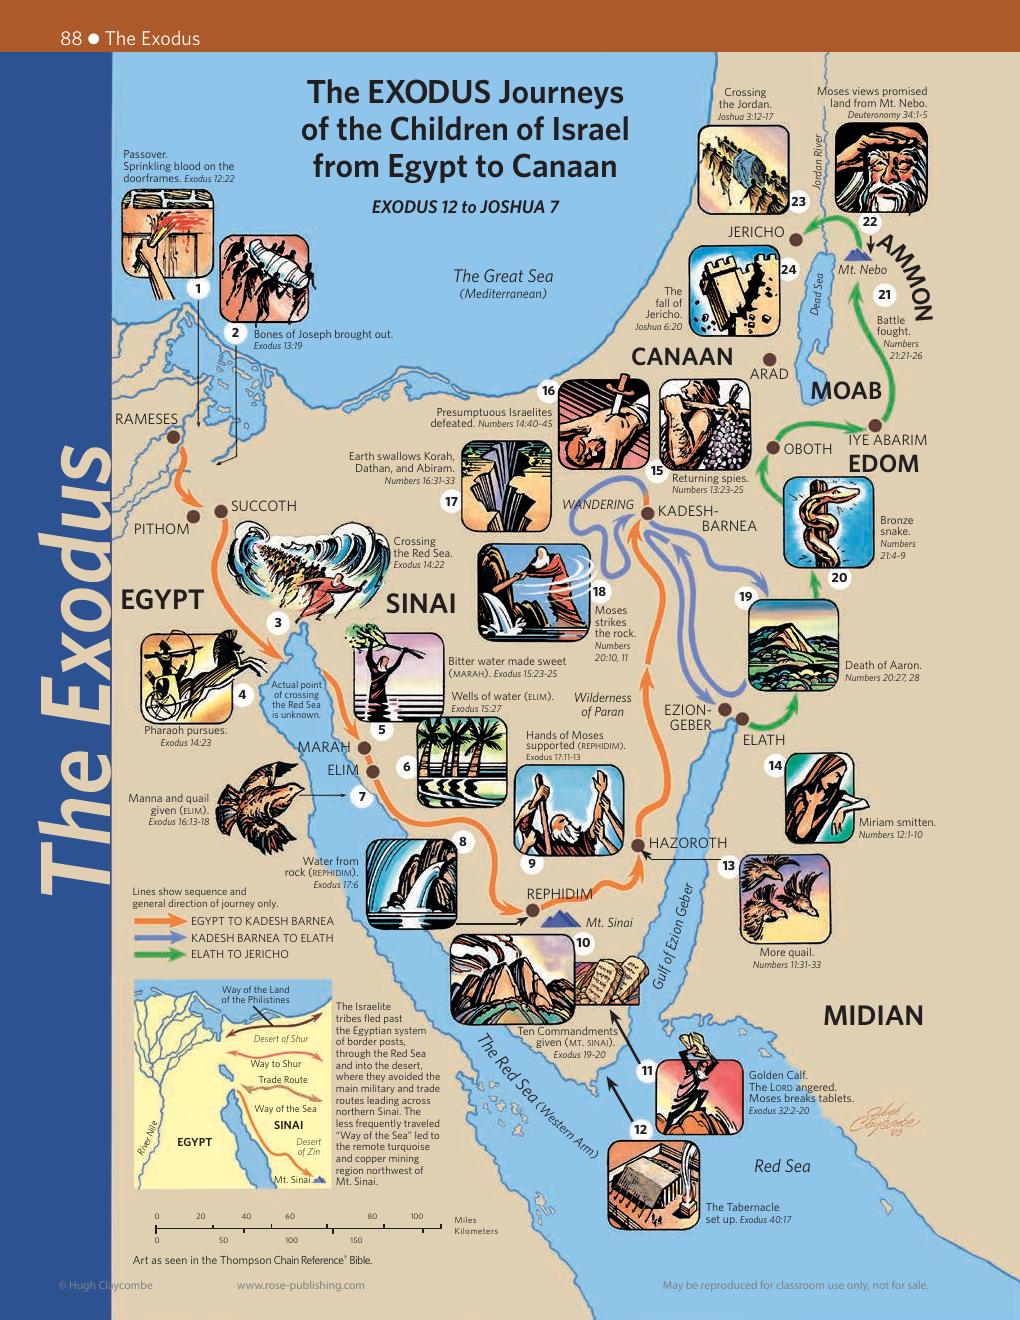 88 ● The Exodus
The EXODUS Journeys
of the Children of Israel
from Egypt to Canaan
EXODUS 12 to JOSHUA 7
The Exodus
Passover.
Sprinkling blood on the
doorframes. Exodus 12:22
1
2
Bones of Joseph brought out.
Exodus 13:19
The Great Sea
(Mediterranean)
Crossing
the Jordan.
Joshua 3:12-17
Moses views promised
land from Mt. Nebo.
Deuteronomy 34:1-5
Jordan River
23
22
JERICHO
AMMON
24
Mt. Nebo
The
fall of
Jericho.
Joshua 6:20
Dead Sea
21
Battle
fought.
Numbers
21:21-26
CANAAN
ARAD
MOAB
16
Presumptuous Israelites
defeated. Numbers 14:40-45
RAMESES
IYE ABARIM
OBOTH
EDOM
Earth swallows Korah,
Dathan, and Abiram.
Numbers 16:31-33
17
15
Returning spies.
Numbers 13:23-25
WANDERING
KADESH-
BARNEA
SUCCOTH
PITHOM
Bronze
snake.
Numbers
21:4-9
20
Crossing
the Red Sea.
Exodus 14:22
EGYPT
SINAI
3
18
Moses
strikes
the rock.
Numbers
20:10, 11
19
Death of Aaron.
Numbers 20:27, 28
4
Pharaoh pursues.
Exodus 14:23
Actual point
of crossing
the Red Sea
is unknown.
Bitter water made sweet
(MARAH). Exodus 15:23-25
Wells of water (ELIM).
Exodus 15:27
5
Wilderness
of Paran
EZION-
GEBER
ELATH
MARAH
ELIM
6
7
Hands of Moses
supported (REPHIDIM).
Exodus 17:11-13
14
Miriam smitten.
Numbers 12:1-10
Manna and quail
given (ELIM).
Exodus 16:13-18
8
9
HAZOROTH
13
Water from
rock (REPHIDIM).
Exodus 17:6
REPHIDIM
Mt. Sinai
Gulf of Ezion Geber
More quail.
Numbers 11:31-33
Lines show sequence and
general direction of journey only.
EGYPT TO KADESH BARNEA
KADESH BARNEA TO ELATH
ELATH TO JERICHO
10
Ten Commandments
given (MT. SINAI).
Exodus 19-20
MIDIAN
Way of the Land
of the Philistines
Desert of Shur
Way to Shur
Trade Route
Way of the Sea
SINAI
EGYPT
River Nile
Desert
of Zin
Mt. Sinai
The Israelite
tribes fled past
the Egyptian system
of border posts,
through the Red Sea
and into the desert,
where they avoided the
main military and trade
routes leading across
northern Sinai. The
less frequently traveled
“Way of the Sea” led to
the remote turquoise
and copper mining
region northwest of
Mt. Sinai.
The Red Sea (Western Arm)
11
Golden Calf.
The LORD angered.
Moses breaks tablets.
Exodus 32:2-20
Hugh
Claycombe
12
Red Sea
The Tabernacle
set up. Exodus 40:17
0 20 40 60 80 100 Miles
Kilometers
0 50 100 150
Art as seen in the Thompson Chain Reference® Bible.
© Hugh Claycombe www.rose-publishing.com May be reproduced for classroom use only, not for sale.